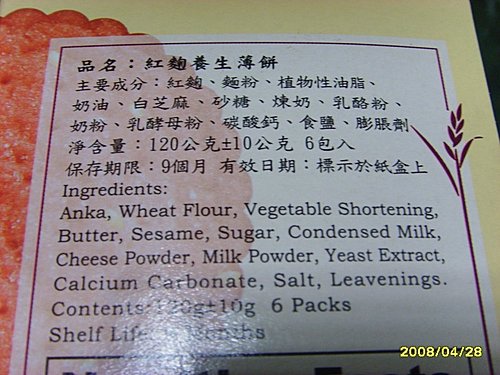 品名：紅麴養生薄餅
主要成分：紅麴、麵粉、植物性油脂、
奶油、白芝麻、砂糖、煉奶、乳酪粉、
奶粉、乳酵母粉、碳酸鈣、食鹽、膨脹劑
淨含量：120公克±10公克 6包入
保存期限：9個月 有效日期：標示於紙盒上
Ingredients:
Anka, Wheat Flour, Vegetable Shortening,
Butter, Sesame, Sugar, Condensed Milk,
Cheese Powder, Milk Powder, Yeast Extract,
Calcium Carbonate, Salt, Leavenings.
Contents:120g±10g 6 Packs
Shelf Life: Months
2008/04/28